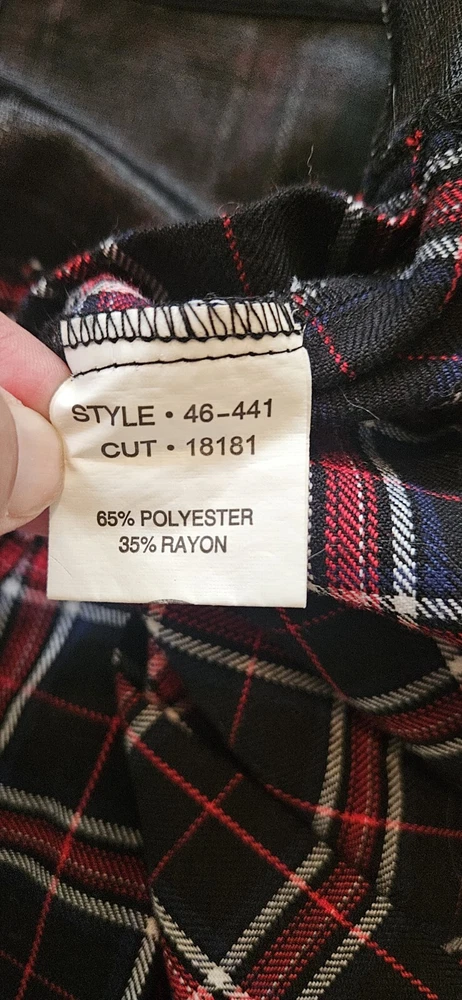 STYLE • 46-441
CUT • 18181
65% POLYESTER
35% RAYON